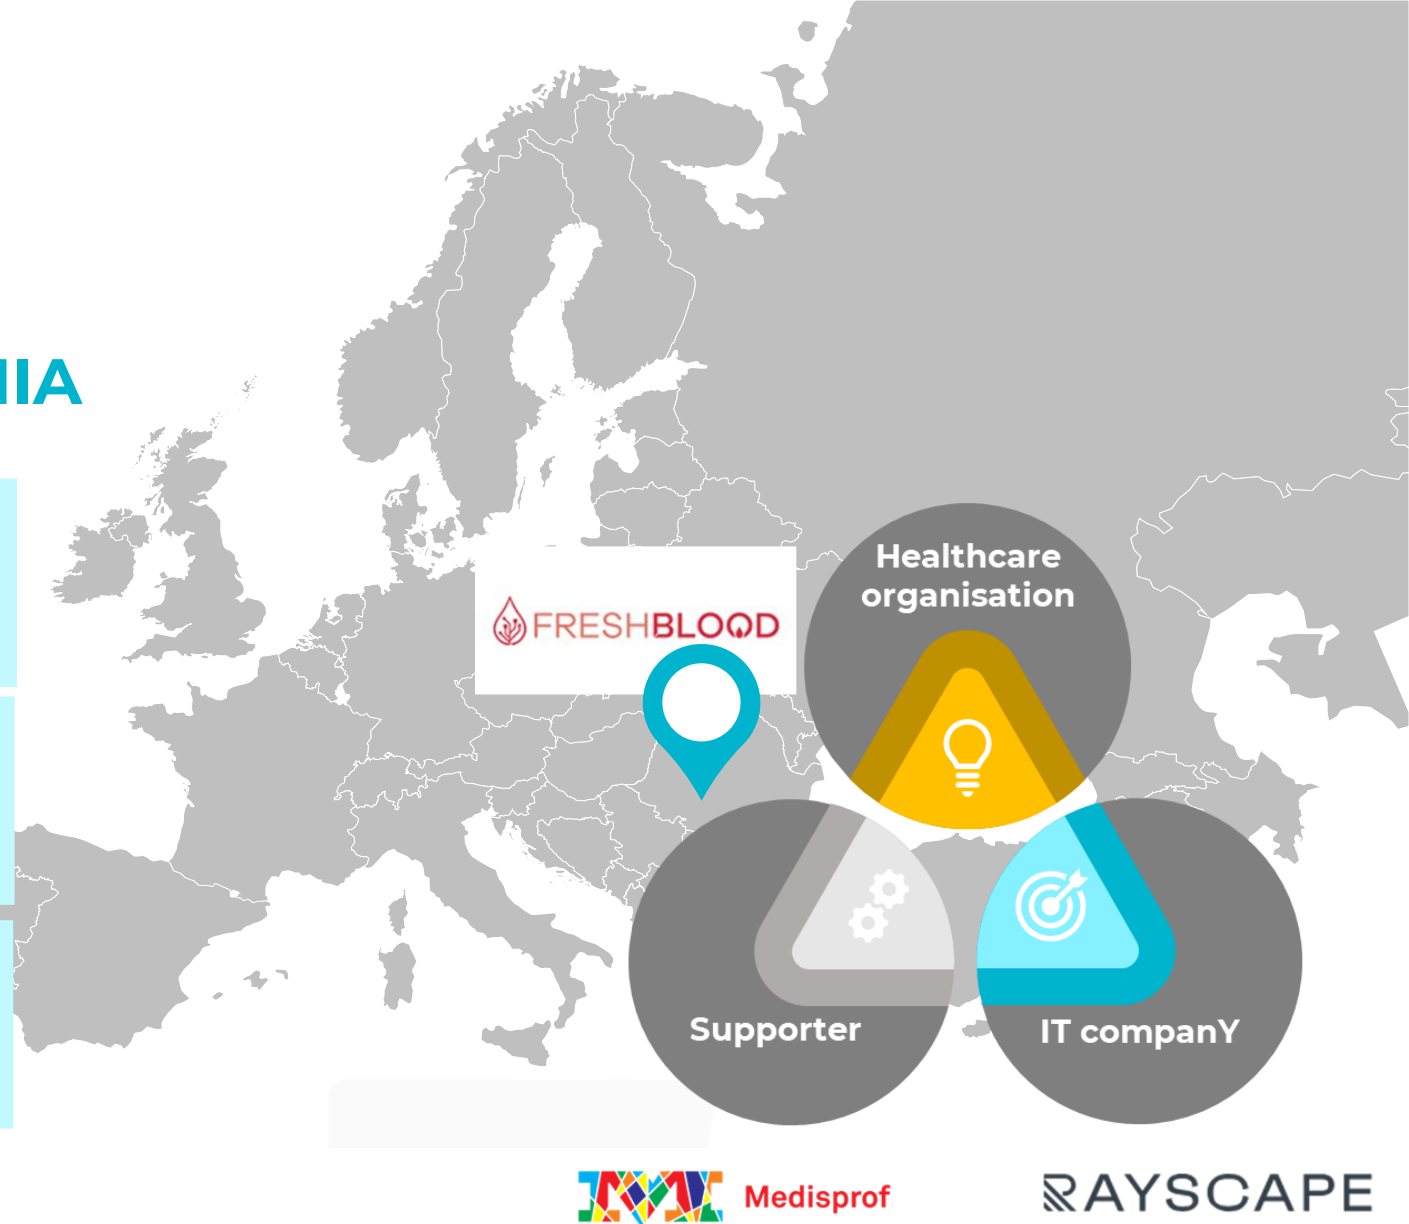 IIA
FRESHBLOOD
Healthcare
organisation
Supporter
IT companY
Medisprof
RAYSCAPE